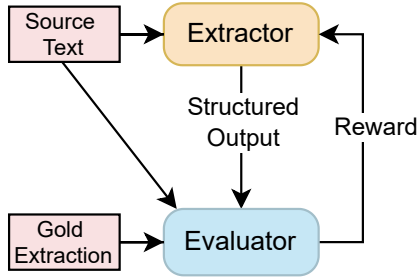 Source
Text
Extractor
Structured
Output
Reward
Gold
Extraction
Evaluator